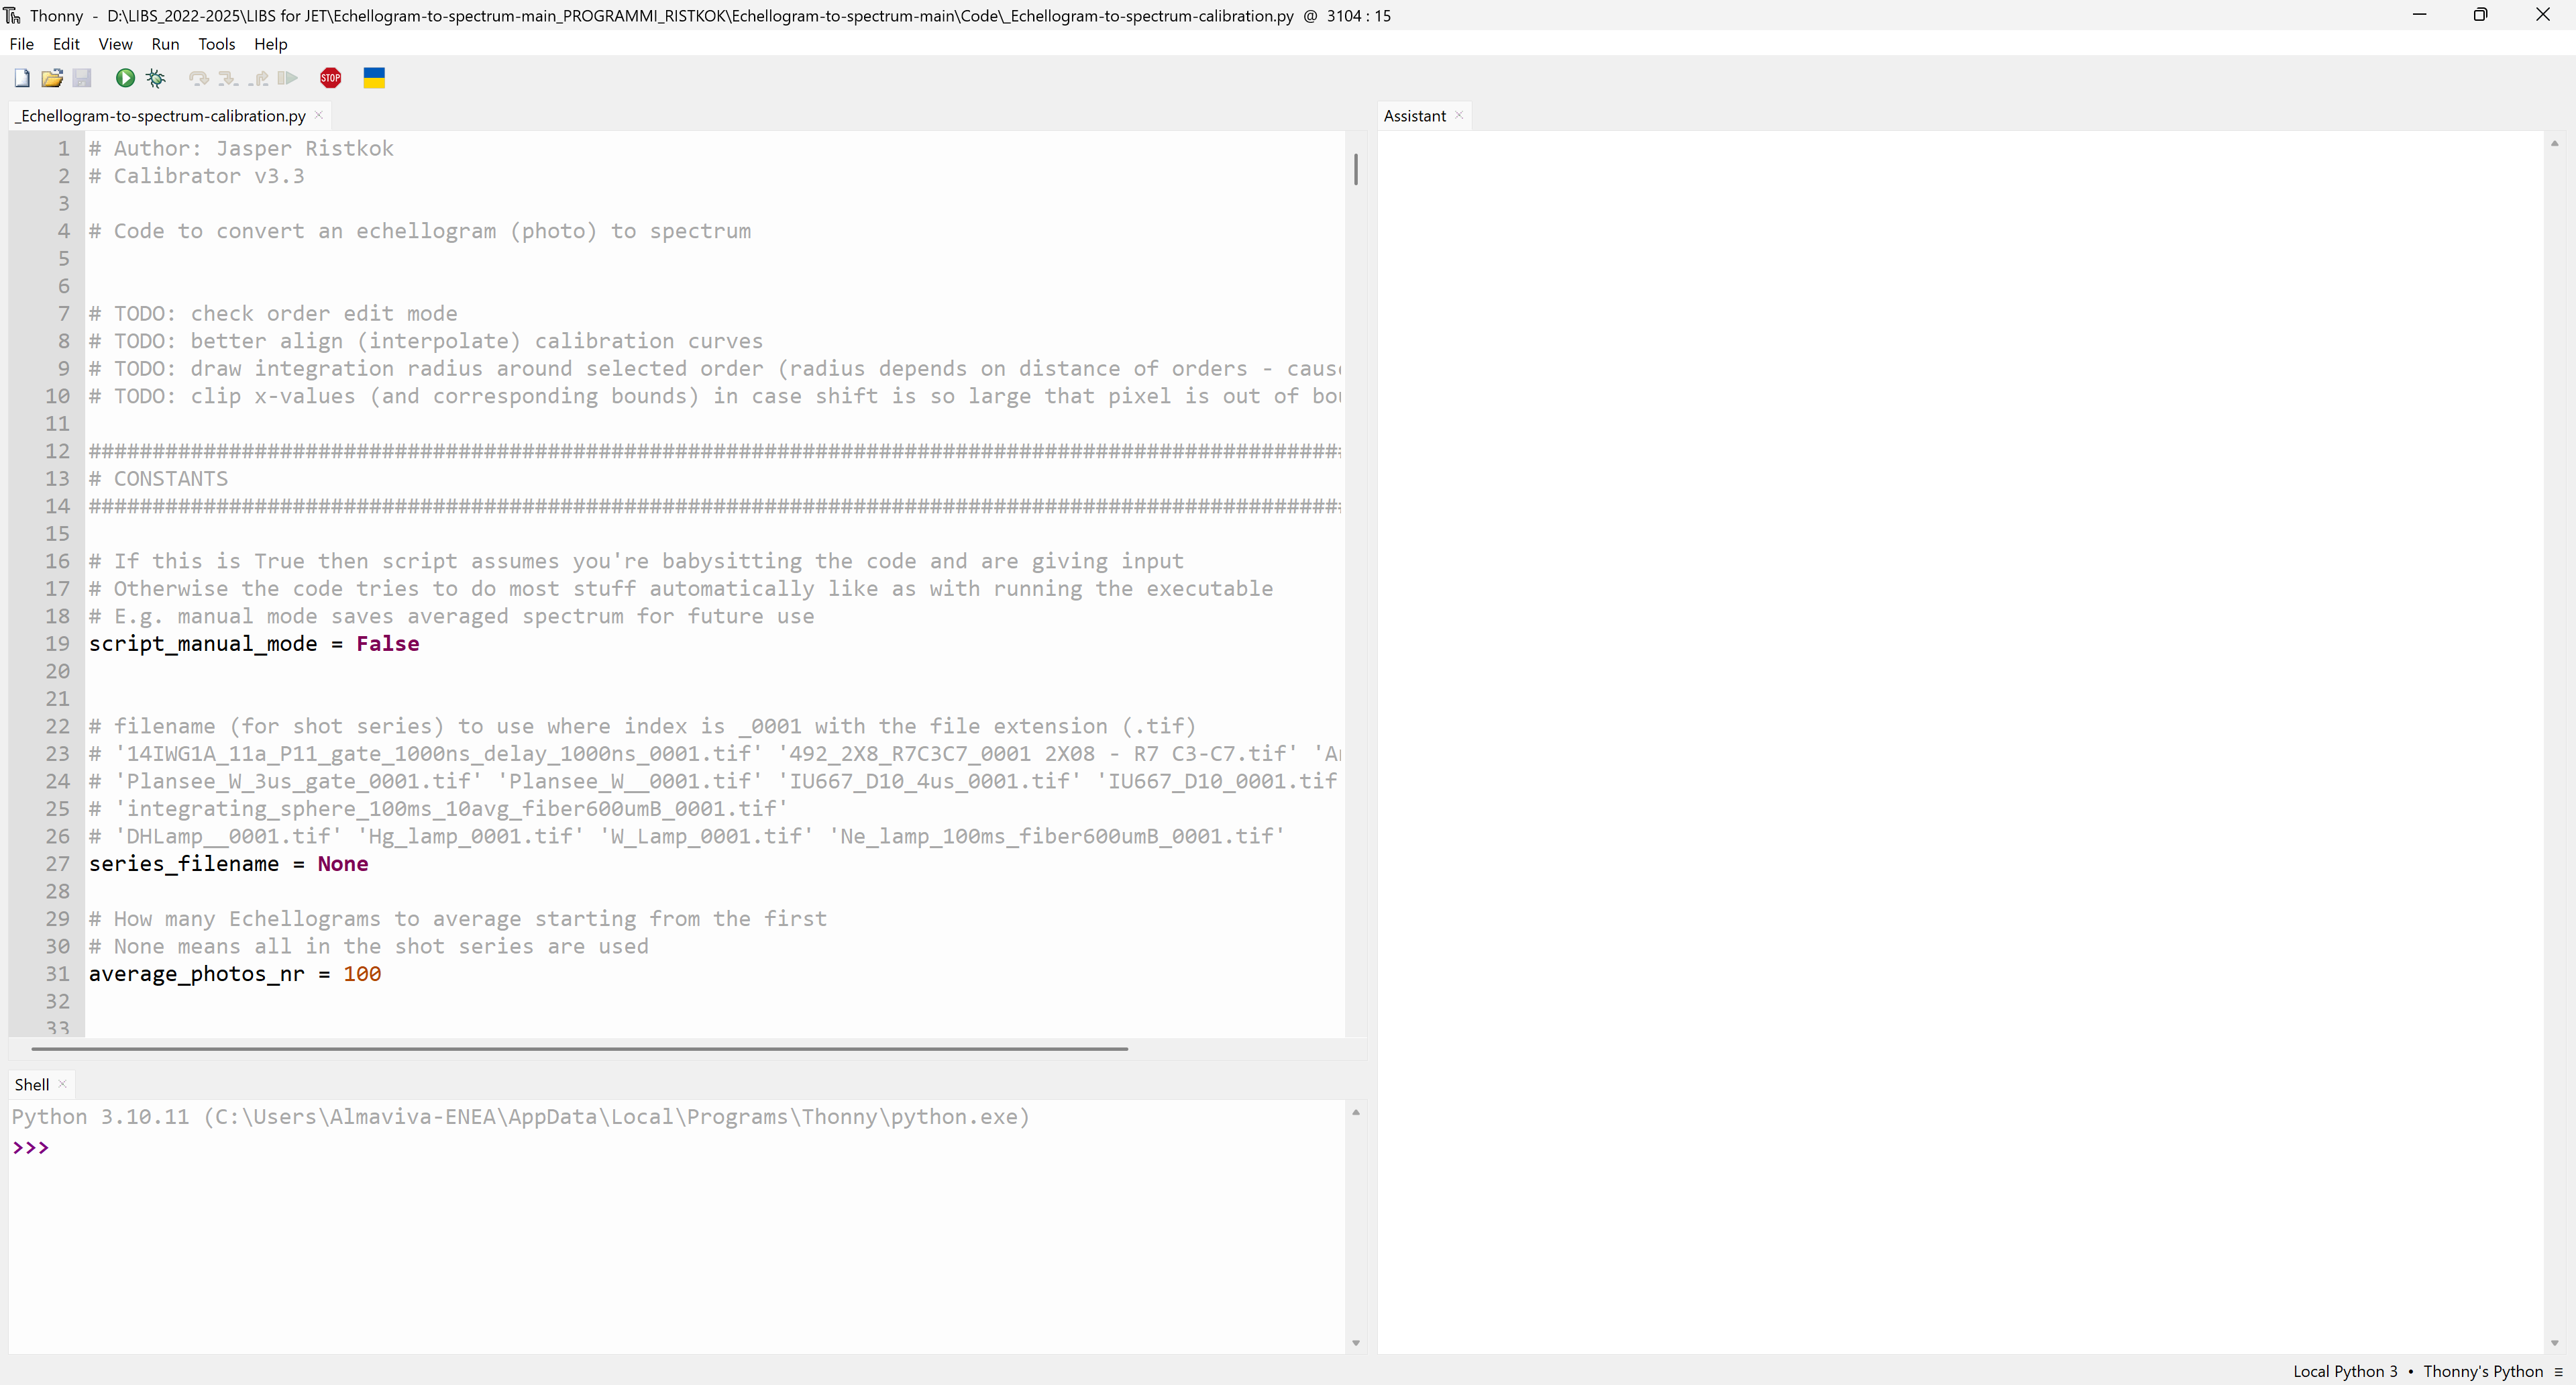 Thonny - D:\LIBS_2022-2025\LIBS for JET\Echellogram-to-spectrum-main_PROGRAMMI_RISTKOK\Echellogram-to-spectrum-main\Code\_Echellogram-to-spectrum-calibration.py @ 3104 : 15
File Edit View Run Tools Help
STOP
_Echellogram-to-spectrum-calibration.py
1 # Author: Jasper Ristkok
2 # Calibrator v3.3
3
4 # Code to convert an echellogram (photo) to spectrum
5
6
7 # TODO: check order edit mode
8 # TODO: better align (interpolate) calibration curves
9 # TODO: draw integration radius around selected order (radius depends on distance of orders -
10 # TODO: clip x-values (and corresponding bounds) in case shift is so large that pixel is out of
11
12 ##################################################################################################
13 # CONSTANTS
14 ##################################################################################################
15
16 # If this is True then script assumes you're babysitting the code and are giving input
17 # Otherwise the code tries to do most stuff automatically like as with running the executable
18 # E.g. manual mode saves averaged spectrum for future use
19 script_manual_mode = False
20
21
22 # filename (for shot series) to use where index is _0001 with the file extension (.tif)
23 # '14IWG1A_11a_P11_gate_1000ns_delay_1000ns_0001.tif' '492_2X8_R7C3C7_0001 2X08 - R7 C3-C7.tif'
24 # 'Plansee_W_3us_gate_0001.tif' 'Plansee_W__0001.tif' 'IU667_D10_4us_0001.tif' 'IU667_D10_0001.tif
25 # 'integrating_sphere_100ms_10avg_fiber600umB_0001.tif'
26 # 'DHLamp__0001.tif' 'Hg_lamp_0001.tif' 'W_Lamp_0001.tif' 'Ne_lamp_100ms_fiber600umB_0001.tif'
27 series_filename = None
28
29 # How many Echellograms to average starting from the first
30 # None means all in the shot series are used
31 average_photos_nr = 100
32
33
Shell
Python 3.10.11 (C:\Users\Almaviva-ENEA\AppData\Local\Programs\Thonny\python.exe)
>>>
Assistant
Local Python 3 • Thonny's Python ≡